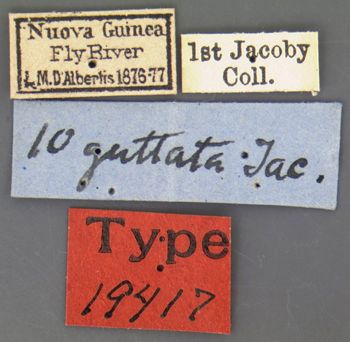 Nuova Guinea
Fly River
L.M.D'Albertis 1876-77
1st Jacoby
Coll.
10 guttata Jac.
Type
19417